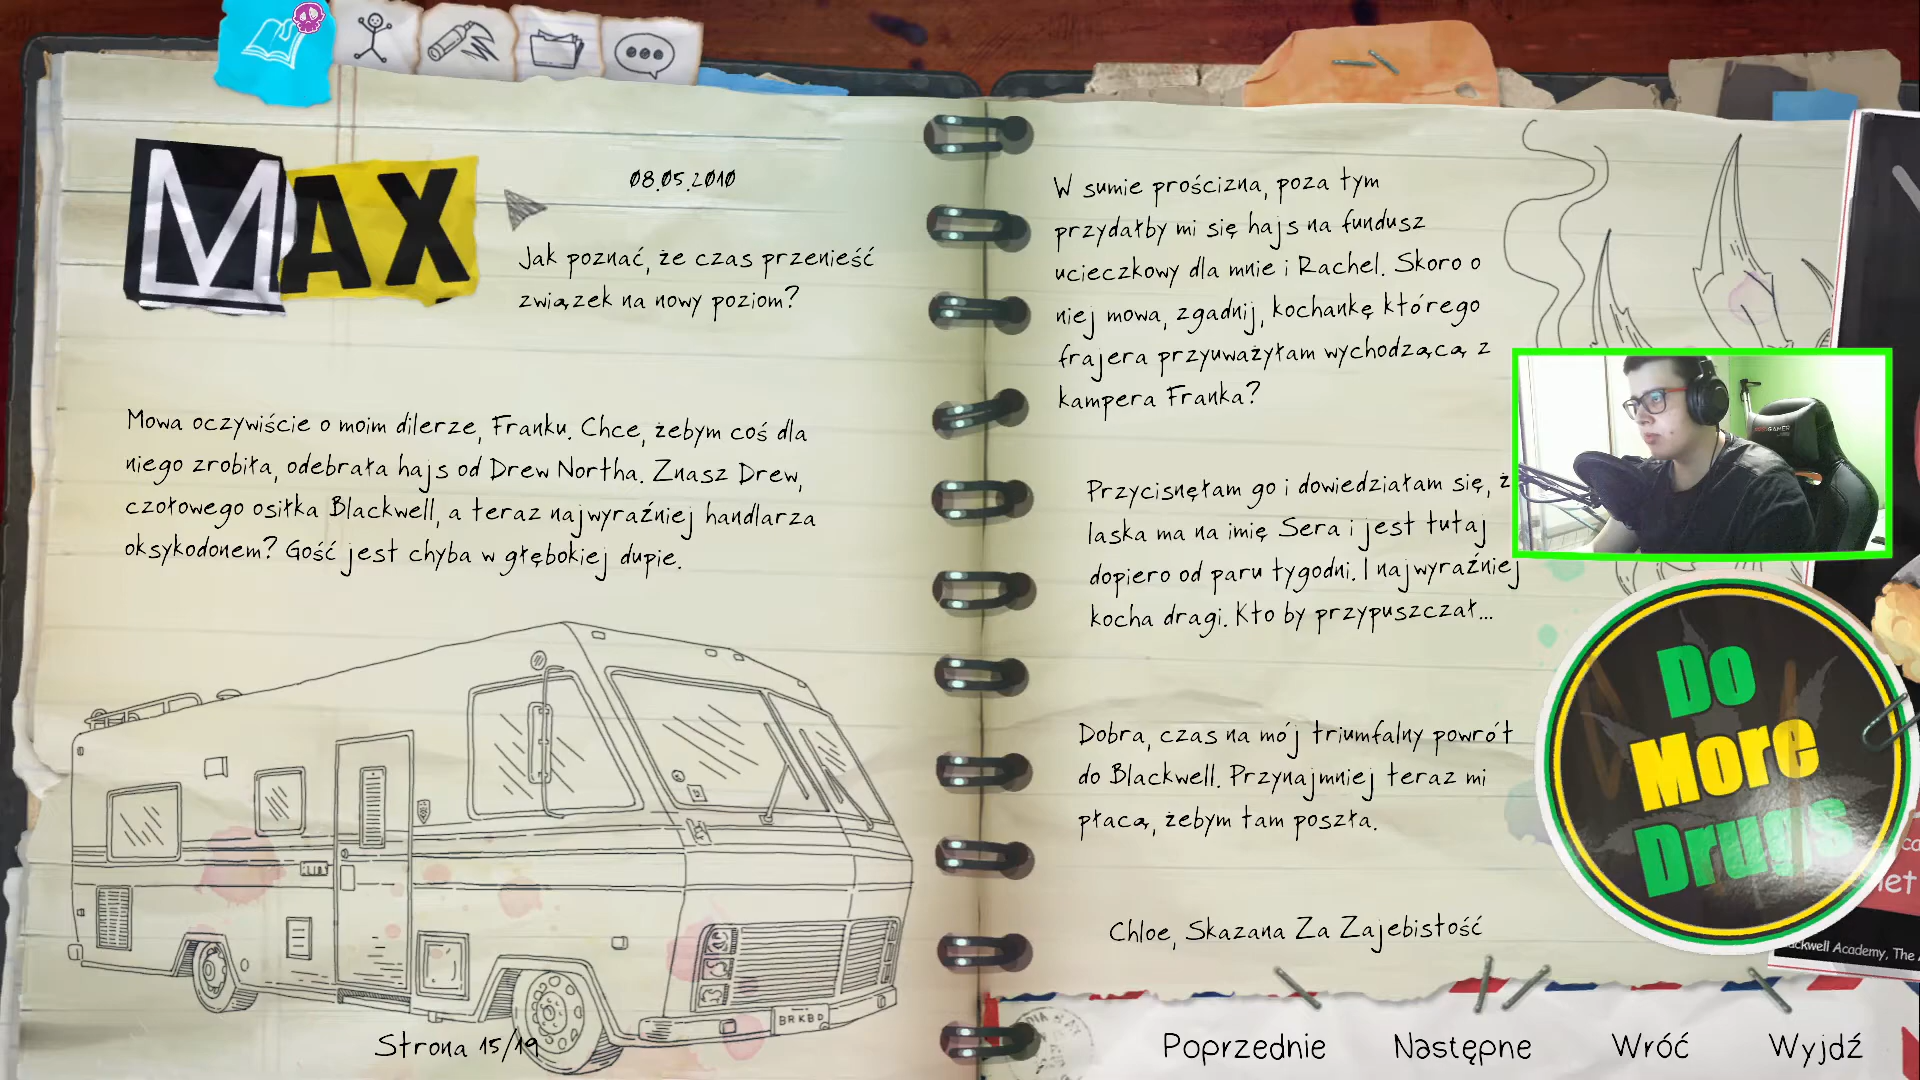 MAX
08.05.2010
Jak poznać, że czas przenieść
związek na nowy poziom?
Mowa oczywiście o moim dilerze, Franku. Chce, żebym coś dla
niego zrobiła, odebrała hajs od Drew Northa. Znasz Drew,
czołowego osiłka Blackwell, a teraz najwyraźniej handlarza
oksykodonem? Gość jest chyba w głębokiej dupie.
BRKBD
Strona 15/19
W sumie prościzna, poza tym
przydałby mi się hajs na fundusz
ucieczkowy dla mnie i Rachel. Skoro o
niej mowa, zgadnij, kochankę którego
frajera przyuważyłam wychodzącą z
kampera Franka?
Przycisnęłam go i dowiedziałam się, ż
laska ma na imię Sera i jest tutaj
dopiero od paru tygodni. I najwyraźniej
kocha dragi. Kto by przypuszczał...
Dobra, czas na mój triumfalny powrót
do Blackwell. Przynajmniej teraz mi
płacą, żebym tam poszła.
Chloe, Skazana Za Zajebistość
Do
More
Drugs
ackwell Academy, The
Poprzednie Następne Wróć Wyjdź